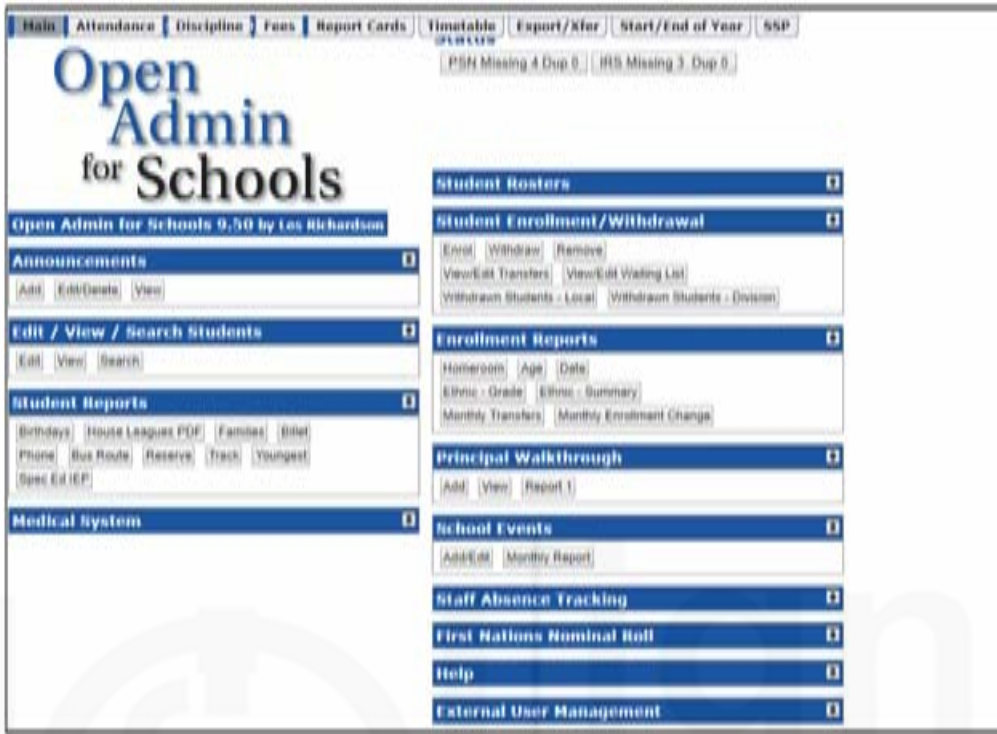 Main Attendance Discipline Fees Report Cards Timetable Export/Xfer Start/End of Year SSP
Status
PSN Missing 4 Dup 0 IRS Missing 3 Dup 0
Open
Admin
for Schools
Open Admin for Schools 9.50 by Les Richardson
Announcements
Add Edit/Delete View
Edit / View / Search Students
Edit View Search
Student Reports
Birthdays House Leagues PDF Families Billet
Phone Bus Route Reserve Track Youngest
Spec Ed IEP
Medical System
Student Rosters
Student Enrollment/Withdrawal
Enrol Withdraw Remove
View/Edit Transfers View/Edit Waiting List
Withdrawn Students - Local Withdrawn Students - Division
Enrollment Reports
Homeroom Age Date
Ethnic - Grade Ethnic - Summary
Monthly Transfers Monthly Enrollment Change
Principal Walkthrough
Add View Report 1
School Events
Add/Edit Monthly Report
Staff Absence Tracking
First Nations Nominal Roll
Help
External User Management